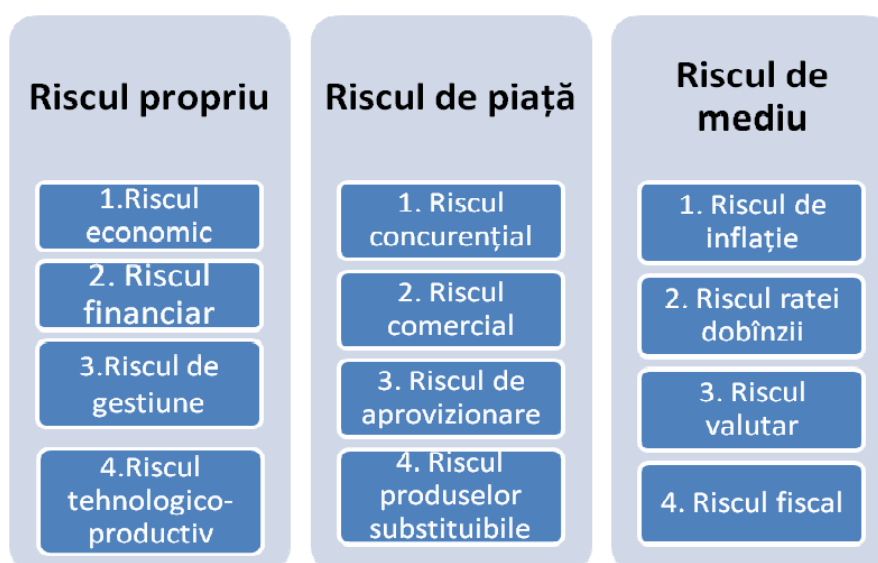 Riscul propriu
1.Riscul
economic
2. Riscul
financiar
3.Riscul de
gestiune
4.Riscul
tehnologico-
productiv
Riscul de piață
1. Riscul
concurențial
2. Riscul
comercial
3. Riscul de
aprovizionare
4. Riscul
produselor
substituibile
Riscul de
mediu
1. Riscul de
inflație
2. Riscul ratei
dobînzii
3. Riscul
valutar
4. Riscul fiscal